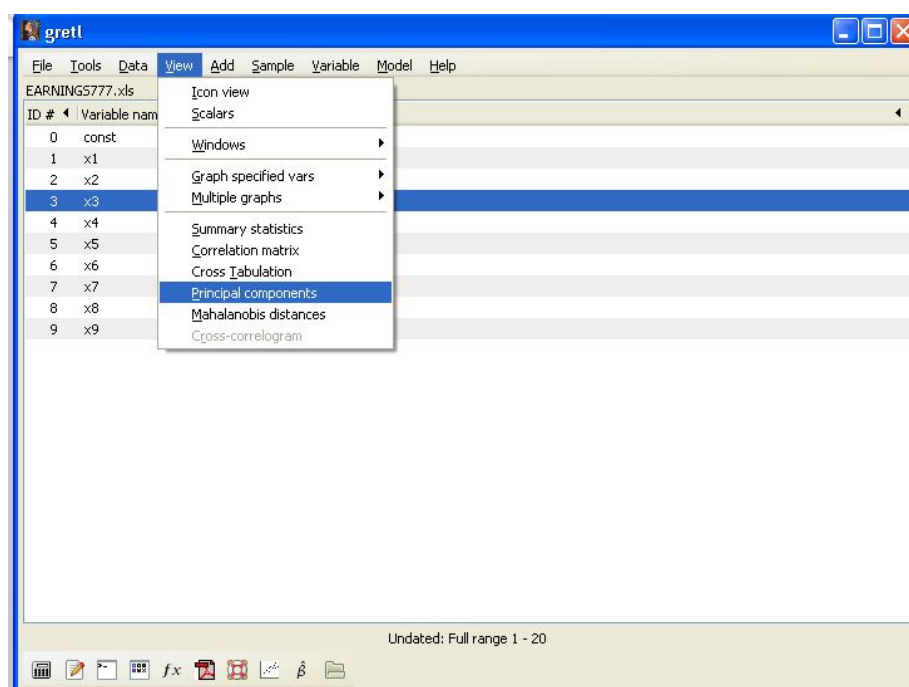 gretl
File Tools Data View Add Sample Variable Model Help
EARNINGS777.xls
ID # Variable nam
0 const
1 x1
2 x2
3 x3
4 x4
5 x5
6 x6
7 x7
8 x8
9 x9
Icon view
Scalars
Windows
Graph specified vars
Multiple graphs
Summary statistics
Correlation matrix
Cross Tabulation
Principal components
Mahalanobis distances
Cross-correlogram
Undated: Full range 1 - 20
fx β̂